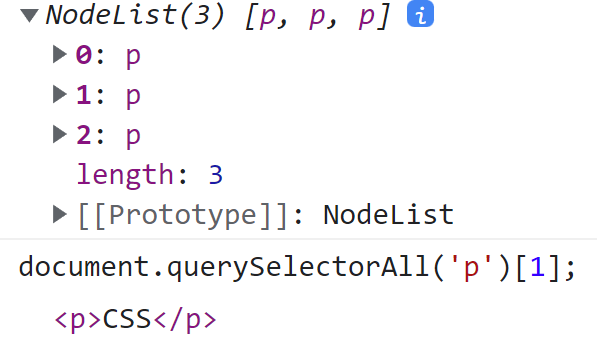 ▼NodeList(3) [p, p, p] i
▶0: p
▶1: p
▶2: p
length: 3
▶[[Prototype]]: NodeList
document.querySelectorAll('p')[1];
<p>CSS</p>